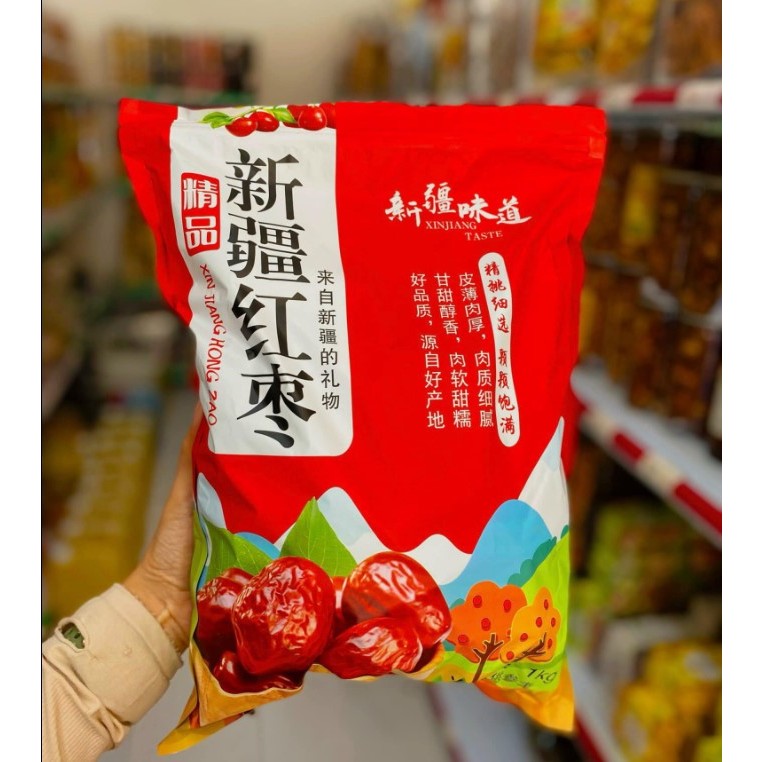 精品
新疆红枣
XIN JIANG HONG ZAO
来自新疆的礼物
新疆味道
XINJIANG
TASTE
精挑细选 颗颗饱满
皮薄肉厚，肉质细腻
甘甜醇香，肉软甜糯
好品质，源自好产地
1kg